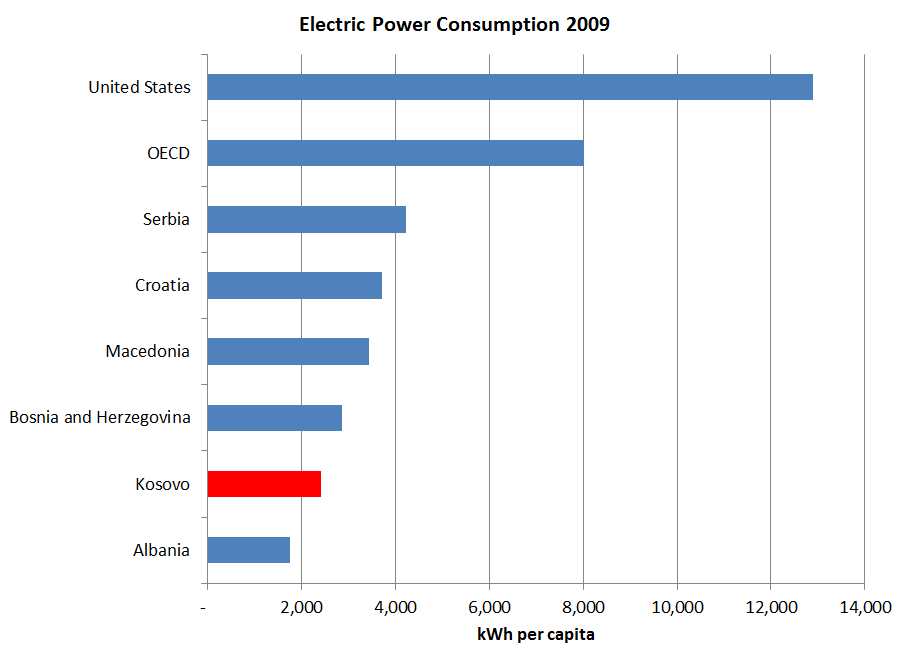 Electric Power Consumption 2009
United States
OECD
Serbia
Croatia
Macedonia
Bosnia and Herzegovina
Kosovo
Albania
- 2,000 4,000 6,000 8,000 10,000 12,000 14,000
kWh per capita